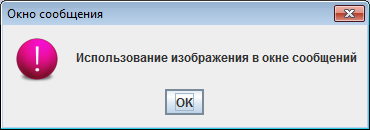 Окно сообщения
Использование изображения в окне сообщений
OK